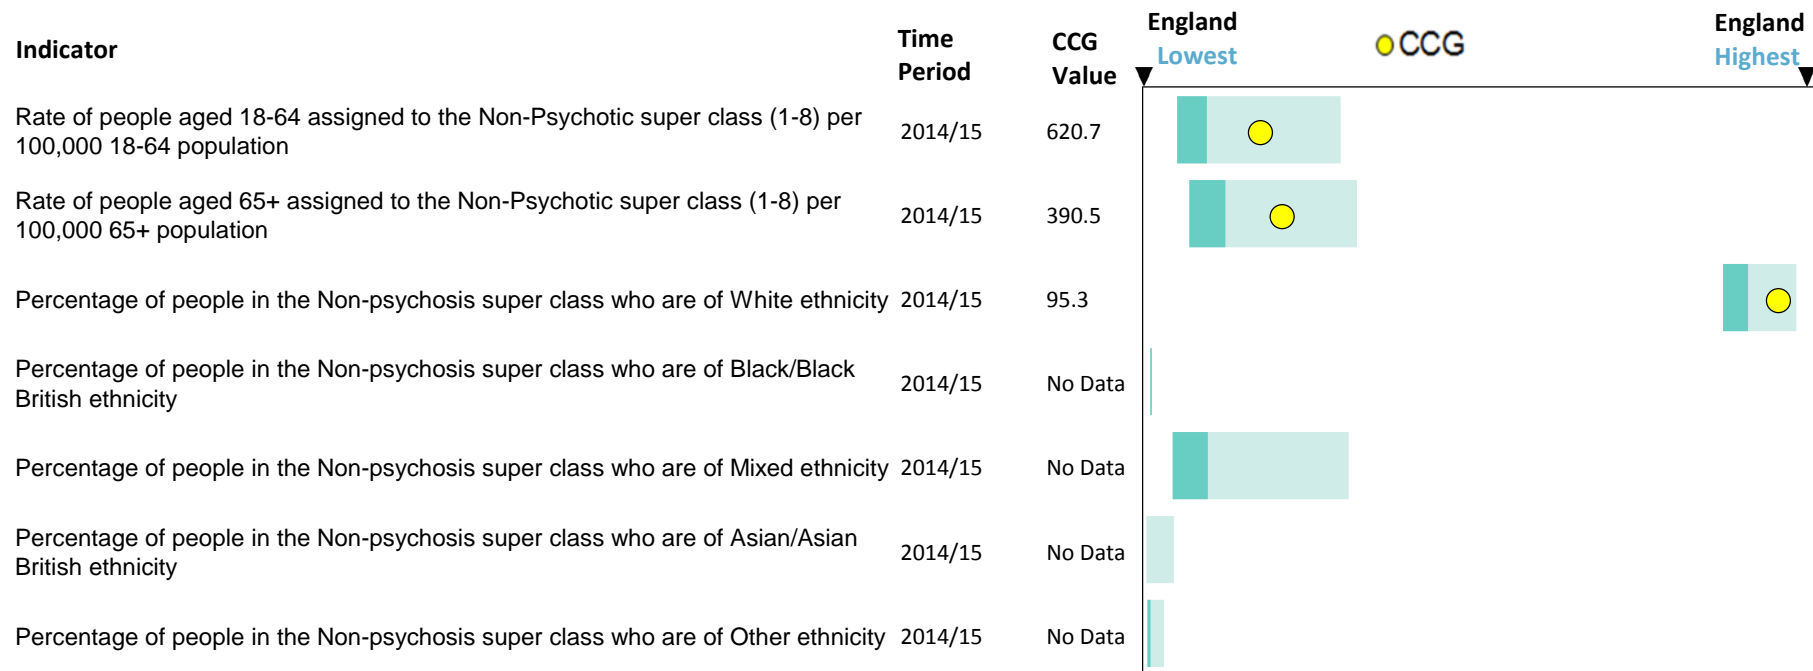 Indicator
Time Period
CCG Value
England Lowest
CCG
England Highest
Rate of people aged 18-64 assigned to the Non-Psychotic super class (1-8) per
100,000 18-64 population
2014/15
620.7
Rate of people aged 65+ assigned to the Non-Psychotic super class (1-8) per
100,000 65+ population
2014/15
390.5
Percentage of people in the Non-psychosis super class who are of White ethnicity
2014/15
95.3
Percentage of people in the Non-psychosis super class who are of Black/Black
British ethnicity
2014/15
No Data
Percentage of people in the Non-psychosis super class who are of Mixed ethnicity
2014/15
No Data
Percentage of people in the Non-psychosis super class who are of Asian/Asian
British ethnicity
2014/15
No Data
Percentage of people in the Non-psychosis super class who are of Other ethnicity
2014/15
No Data